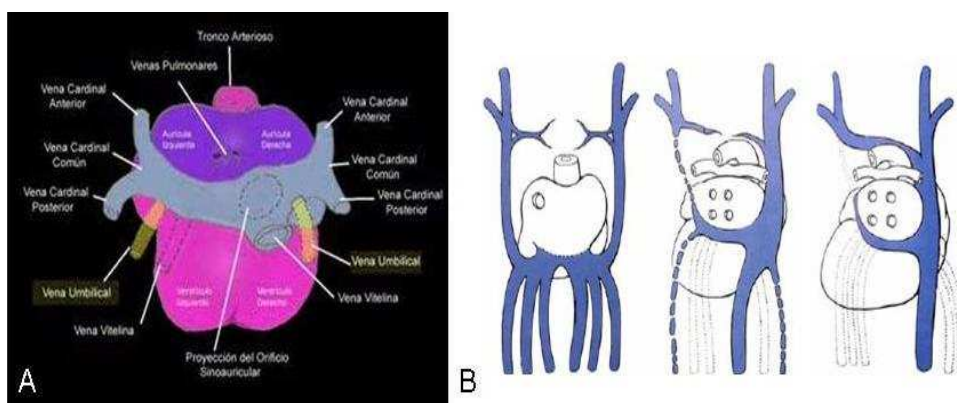 Tronco Arterioso
Venas Pulmonares
Vena Cardinal
Anterior
Vena Cardinal
Anterior
Aurícula
Izquierda
Aurícula
Derecha
Vena Cardinal
Común
Vena Cardinal
Común
Vena Cardinal
Posterior
Vena Cardinal
Posterior
Vena Umbilical
Vena Umbilical
Ventrículo
Izquierdo
Ventrículo
Derecho
Vena Vitelina
Vena Vitelina
Proyección del Orificio
Sinoauricular
A
B